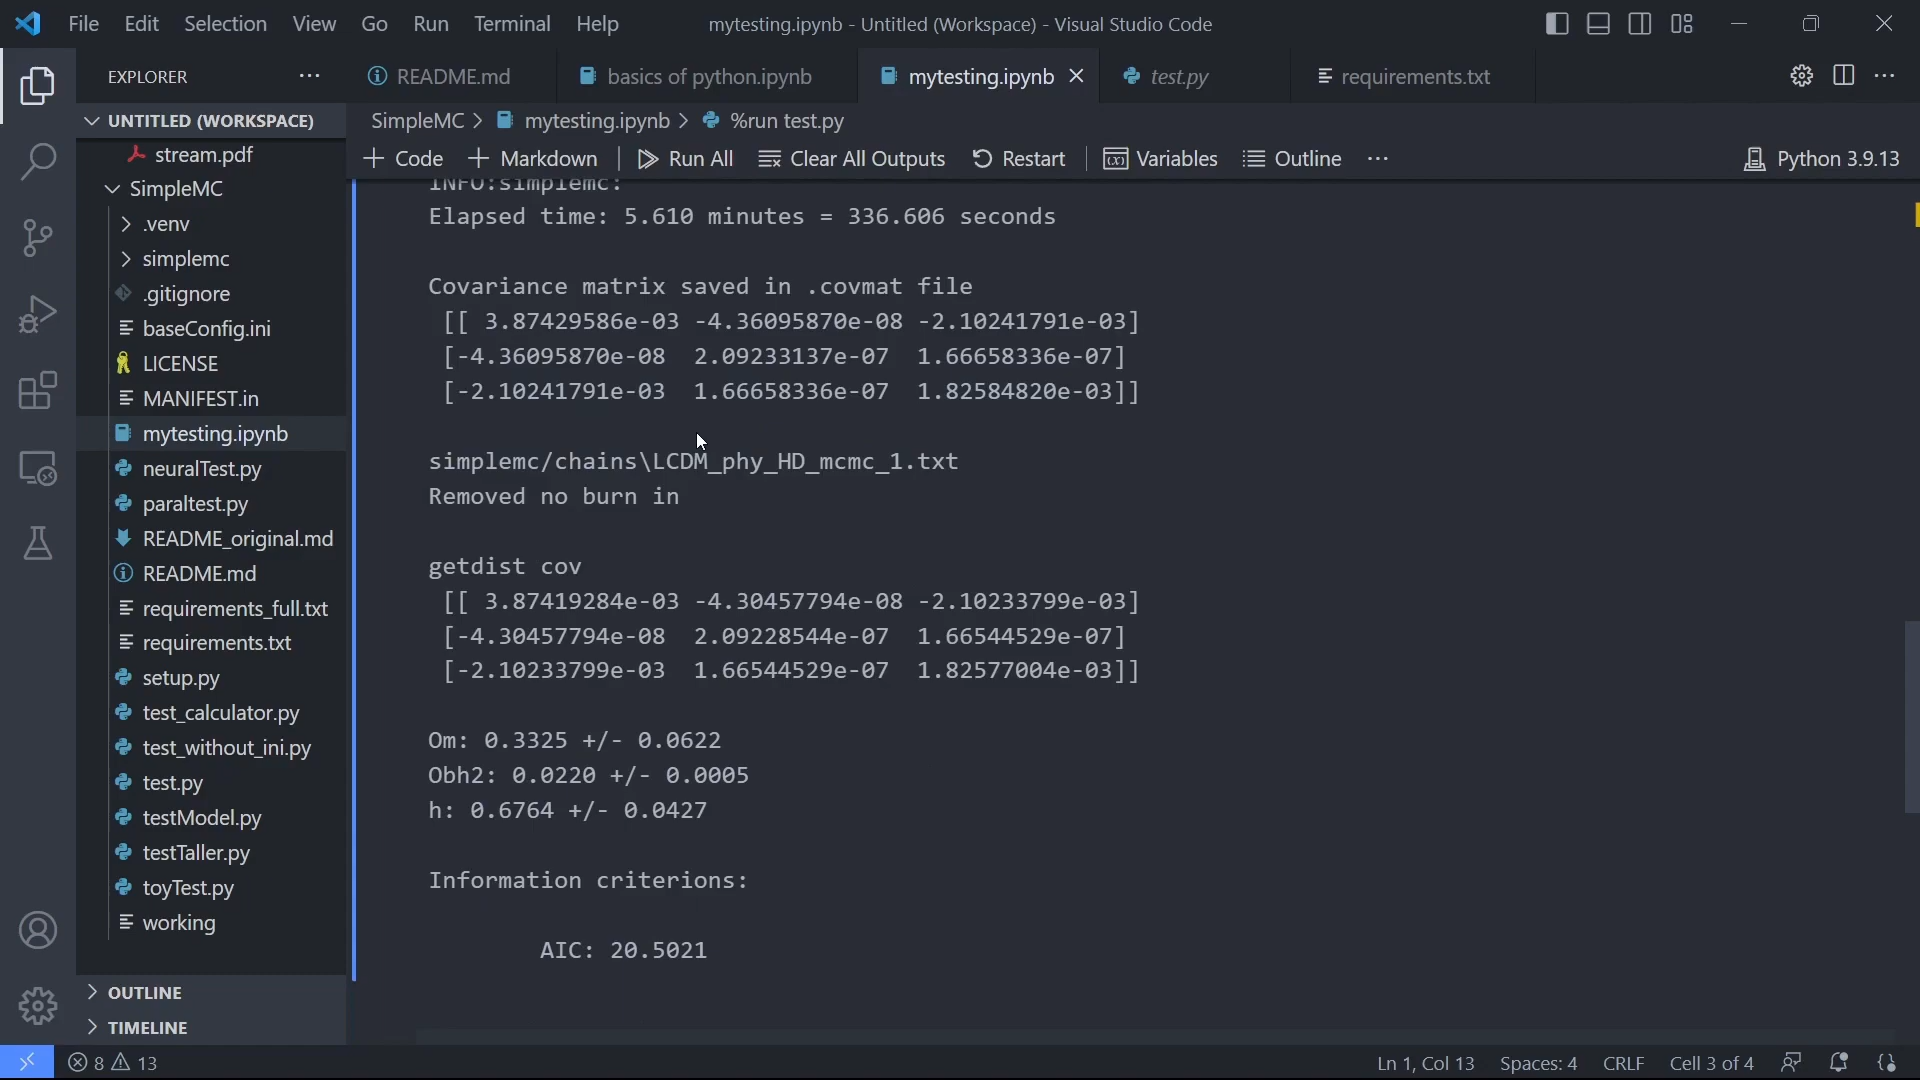 File Edit Selection View Go Run Terminal Help mytesting.ipynb - Untitled (Workspace) - Visual Studio Code
EXPLORER
README.md basics of python.ipynb mytesting.ipynb test.py requirements.txt
UNTITLED (WORKSPACE)
SimpleMC > mytesting.ipynb > %run test.py
+ Code + Markdown Run All Clear All Outputs Restart Variables Outline ... Python 3.9.13
stream.pdf
SimpleMC
.venv
simplemc
.gitignore
baseConfig.ini
LICENSE
MANIFEST.in
mytesting.ipynb
neuralTest.py
paraltest.py
README_original.md
README.md
requirements_full.txt
requirements.txt
setup.py
test_calculator.py
test_without_ini.py
test.py
testModel.py
testTaller.py
toyTest.py
working
OUTLINE
TIMELINE
INFO:simplemc:
Elapsed time: 5.610 minutes = 336.606 seconds
Covariance matrix saved in .covmat file
[[ 3.87429586e-03 -4.36095870e-08 -2.10241791e-03]
[-4.36095870e-08 2.09233137e-07 1.66658336e-07]
[-2.10241791e-03 1.66658336e-07 1.82584820e-03]]
simplemc/chains\LCDM_phy_HD_mcmc_1.txt
Removed no burn in
getdist cov
[[ 3.87419284e-03 -4.30457794e-08 -2.10233799e-03]
[-4.30457794e-08 2.09228544e-07 1.66544529e-07]
[-2.10233799e-03 1.66544529e-07 1.82577004e-03]]
Om: 0.3325 +/- 0.0622
Obh2: 0.0220 +/- 0.0005
h: 0.6764 +/- 0.0427
Information criterions:
AIC: 20.5021
8 13 Ln 1, Col 13 Spaces: 4 CRLF Cell 3 of 4